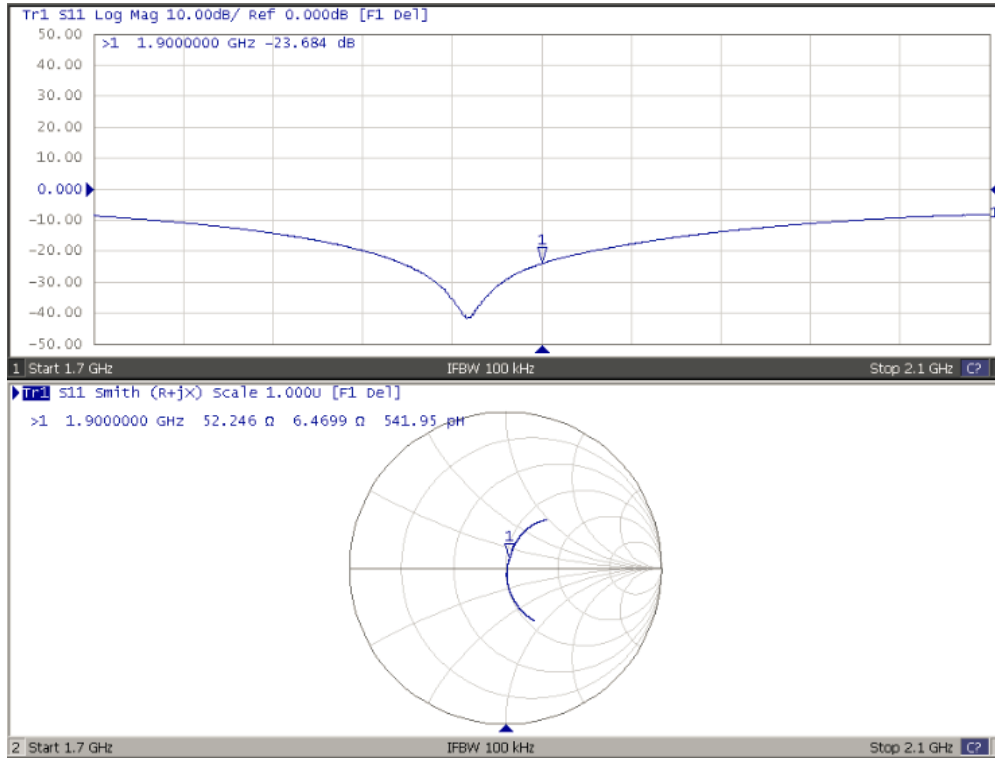 Tr1 S11 Log Mag 10.00dB/ Ref 0.000dB [F1 Del]
50.00
>1 1.9000000 GHz -23.684 dB
40.00
30.00
20.00
10.00
0.000
-10.00
1
-20.00
1
-30.00
-40.00
-50.00
1 Start 1.7 GHz IFBW 100 kHz Stop 2.1 GHz C?
Tr1 S11 Smith (R+jX) Scale 1.000U [F1 Del]
>1 1.9000000 GHz 52.246 Ω 6.4699 Ω 541.95 pH
1
2 Start 1.7 GHz IFBW 100 kHz Stop 2.1 GHz C?